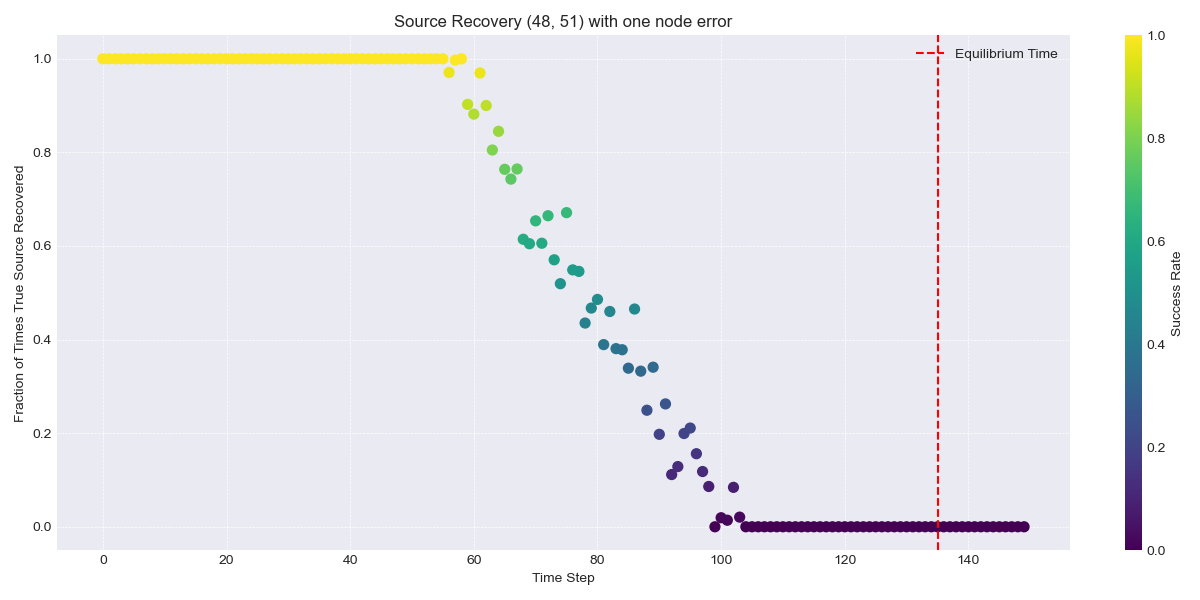 Source Recovery (48, 51) with one node error
Equilibrium Time
Fraction of Times True Source Recovered
1.0
0.8
0.6
0.4
0.2
0.0
0 20 40 60 80 100 120 140
Time Step
1.0
0.8
0.6
0.4
0.2
0.0
Success Rate